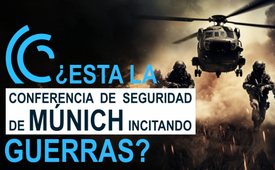 ¿ESTA LA
CONFERENCIA DE SEGURIDAD
DE MÚNICH INCITANDO
GUERRAS?